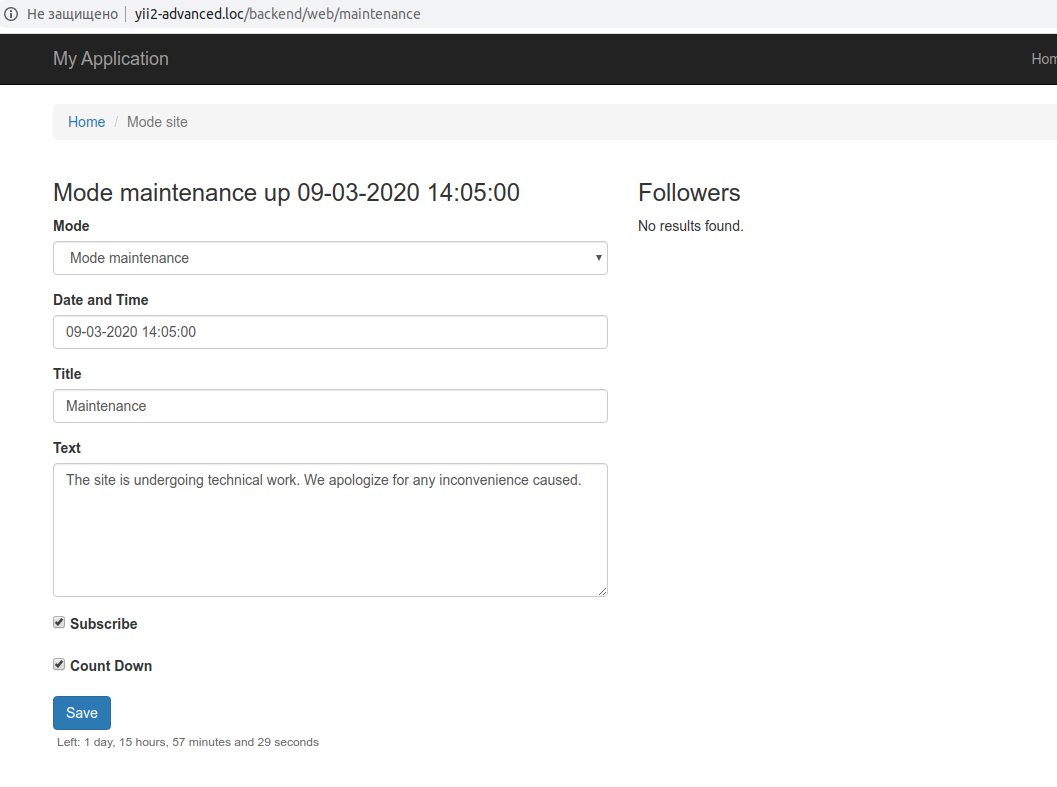 Не защищено yii2-advanced.loc/backend/web/maintenance
My Application Hom
Home / Mode site
Mode maintenance up 09-03-2020 14:05:00
Mode
Mode maintenance
Date and Time
09-03-2020 14:05:00
Title
Maintenance
Text
The site is undergoing technical work. We apologize for any inconvenience caused.
Subscribe
Count Down
Save
Left: 1 day, 15 hours, 57 minutes and 29 seconds
Followers
No results found.